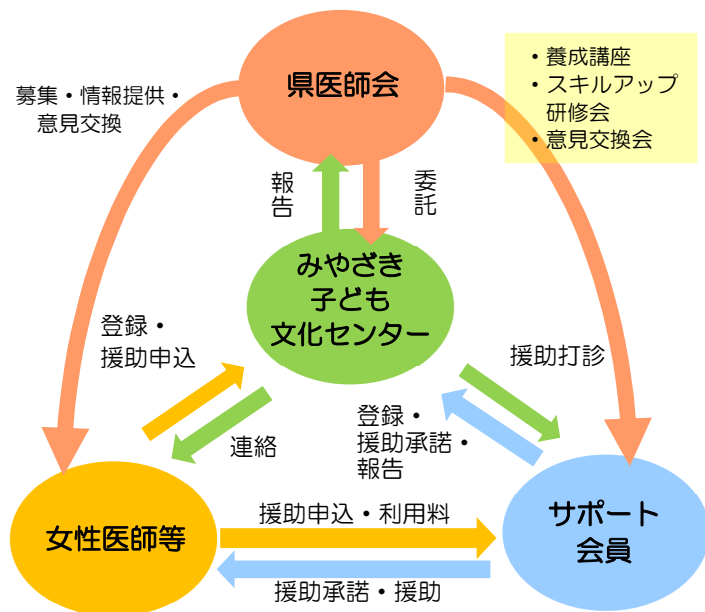 県医師会
・養成講座
・スキルアップ
研修会
・意見交換会
募集・情報提供・
意見交換
報告
委託
みやざき
子ども
文化センター
登録・
援助申込
援助打診
連絡
登録・
援助承諾・
報告
女性医師等
援助申込・利用料
サポート
会員
援助承諾・援助